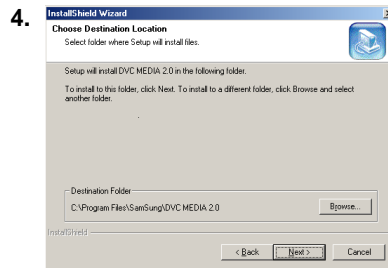 4.
InstallShield Wizard
Choose Destination Location
Select folder where Setup will install files.
Setup will install DVC MEDIA 2.0 in the following folder.
To install to this folder, click Next. To install to a different folder, click Browse and select
another folder.
Destination Folder
C:\Program Files\SamSung\DVC MEDIA 2.0
Browse...
InstallShield
< Back
Next >
Cancel